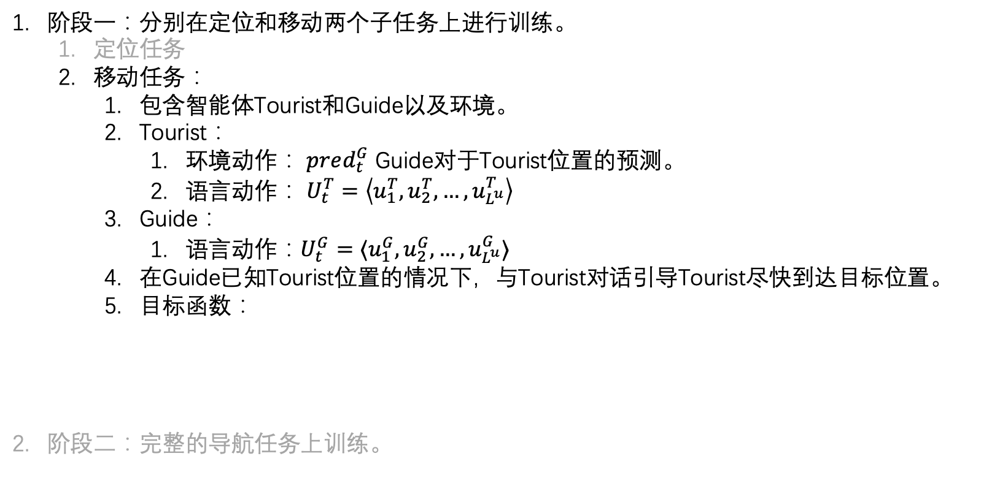 1. 阶段一：分别在定位和移动两个子任务上进行训练。
1. 定位任务
2. 移动任务：
1. 包含智能体Tourist和Guide以及环境。
2. Tourist：
1. 环境动作： $pred_t^G$ Guide对于Tourist位置的预测。
2. 语言动作： $U_t^T = \langle u_1^T, u_2^T, \ldots, u_{L^u}^T \rangle$
3. Guide：
1. 语言动作：$U_t^G = \langle u_1^G, u_2^G, \ldots, u_{L^u}^G \rangle$
4. 在Guide已知Tourist位置的情况下，与Tourist对话引导Tourist尽快到达目标位置。
5. 目标函数：
2. 阶段二：完整的导航任务上训练。